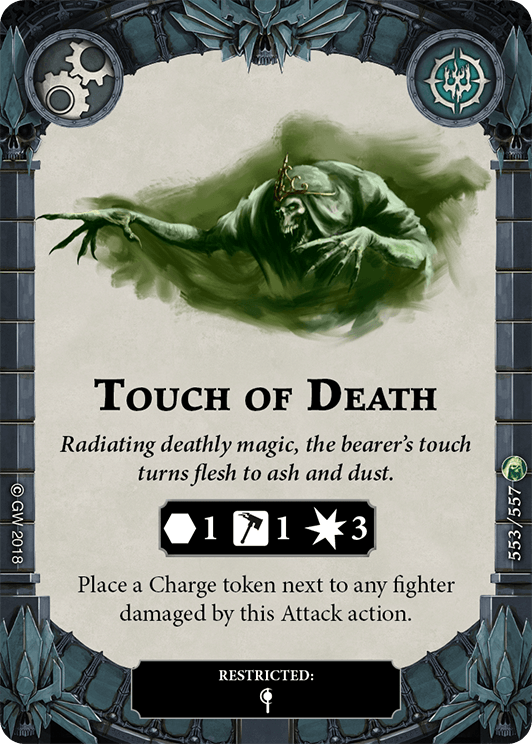 Touch of Death
Radiating deathly magic, the bearer's touch
turns flesh to ash and dust.
1 1 3
Place a Charge token next to any fighter
damaged by this Attack action.
RESTRICTED:
© GW 2018
553/557